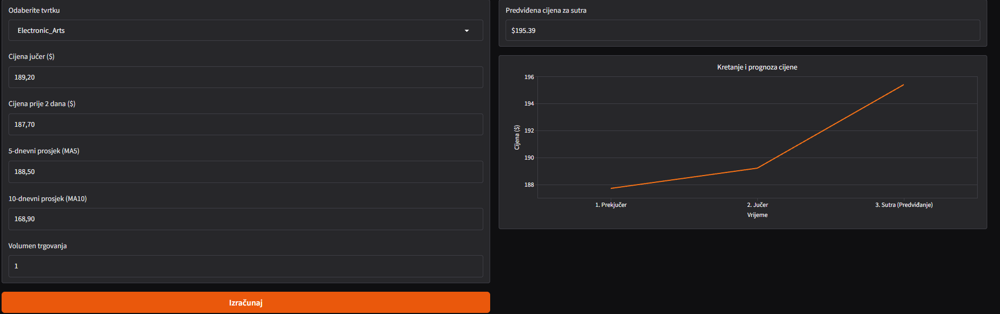 Odaberite tvrtku
Electronic_Arts
Cijena jučer ($)
189,20
Cijena prije 2 dana ($)
187,70
5-dnevni prosjek (MA5)
188,50
10-dnevni prosjek (MA10)
168,90
Volumen trgovanja
1
Izračunaj
Predviđena cijena za sutra
$195.39
Kretanje i prognoza cijene
196
194
192
190
188
Cijena ($)
1. Prekjučer
2. Jučer
3. Sutra (Predviđanje)
Vrijeme